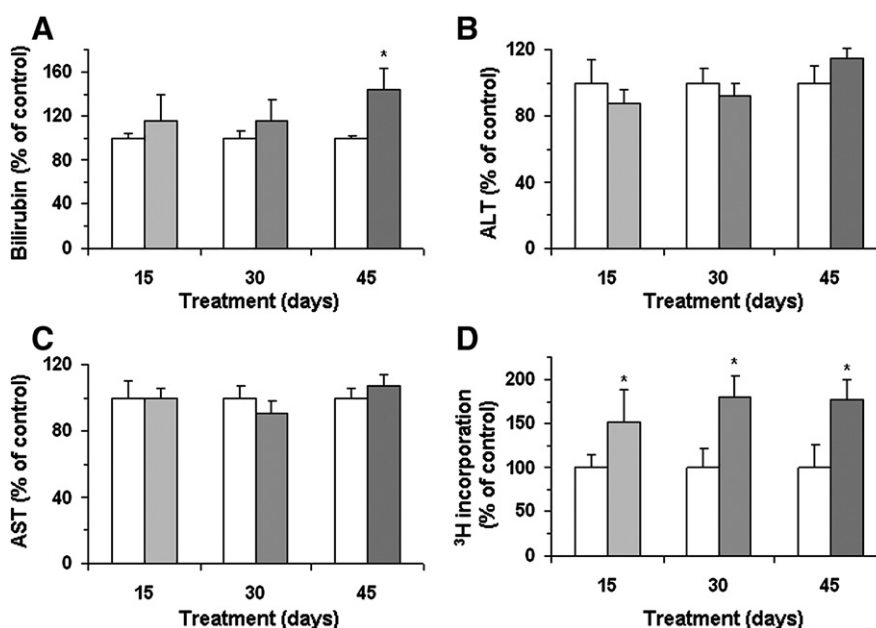 A
Bilirubin (% of control)
160
120
80
40
0
*
15 30 45
Treatment (days)
B
ALT (% of control)
120
80
40
0
15 30 45
Treatment (days)
C
AST (% of control)
120
80
40
0
15 30 45
Treatment (days)
D
³H incorporation
(% of control)
200
150
100
50
0
* * *
15 30 45
Treatment (days)